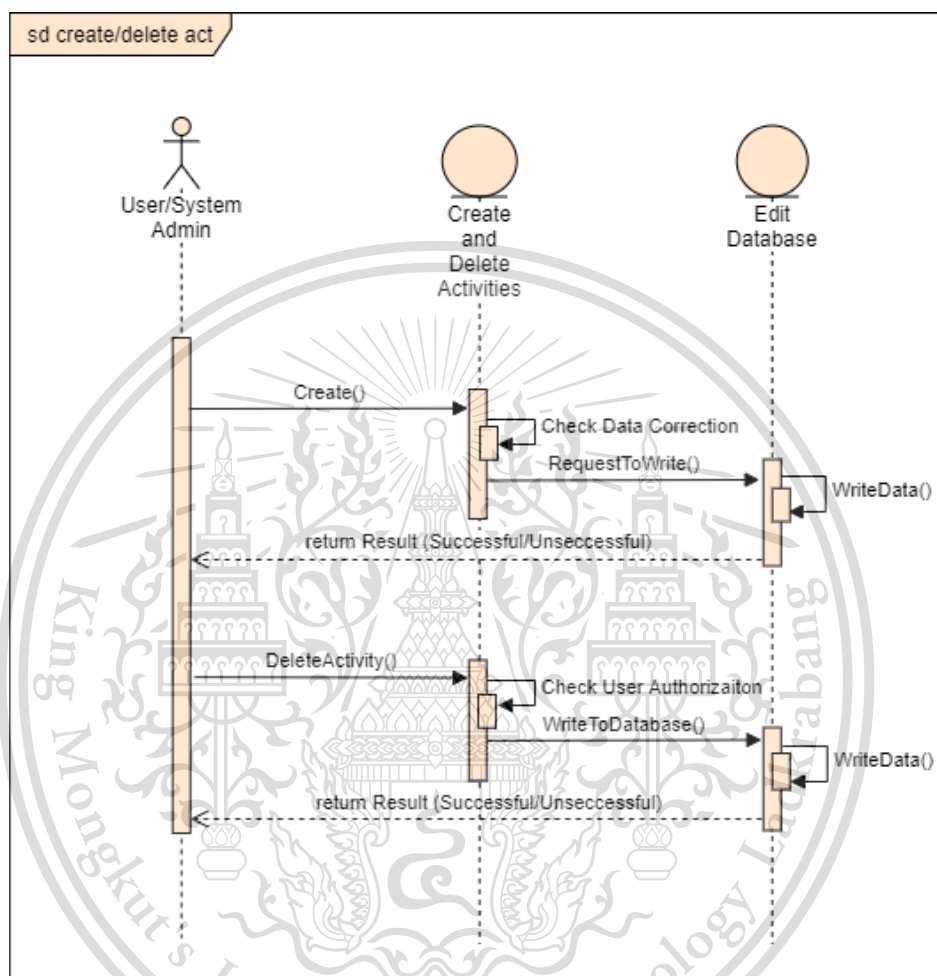 sd create/delete act
User/System
Admin
Create
and
Delete
Activities
Edit
Database
Create()
Check Data Correction
RequestToWrite()
WriteData()
return Result (Successful/Unseccessful)
DeleteActivity()
Check User Authorizaiton
WriteToDatabase()
WriteData()
return Result (Successful/Unseccessful)
King Mongkut's
ology Ladkrabang